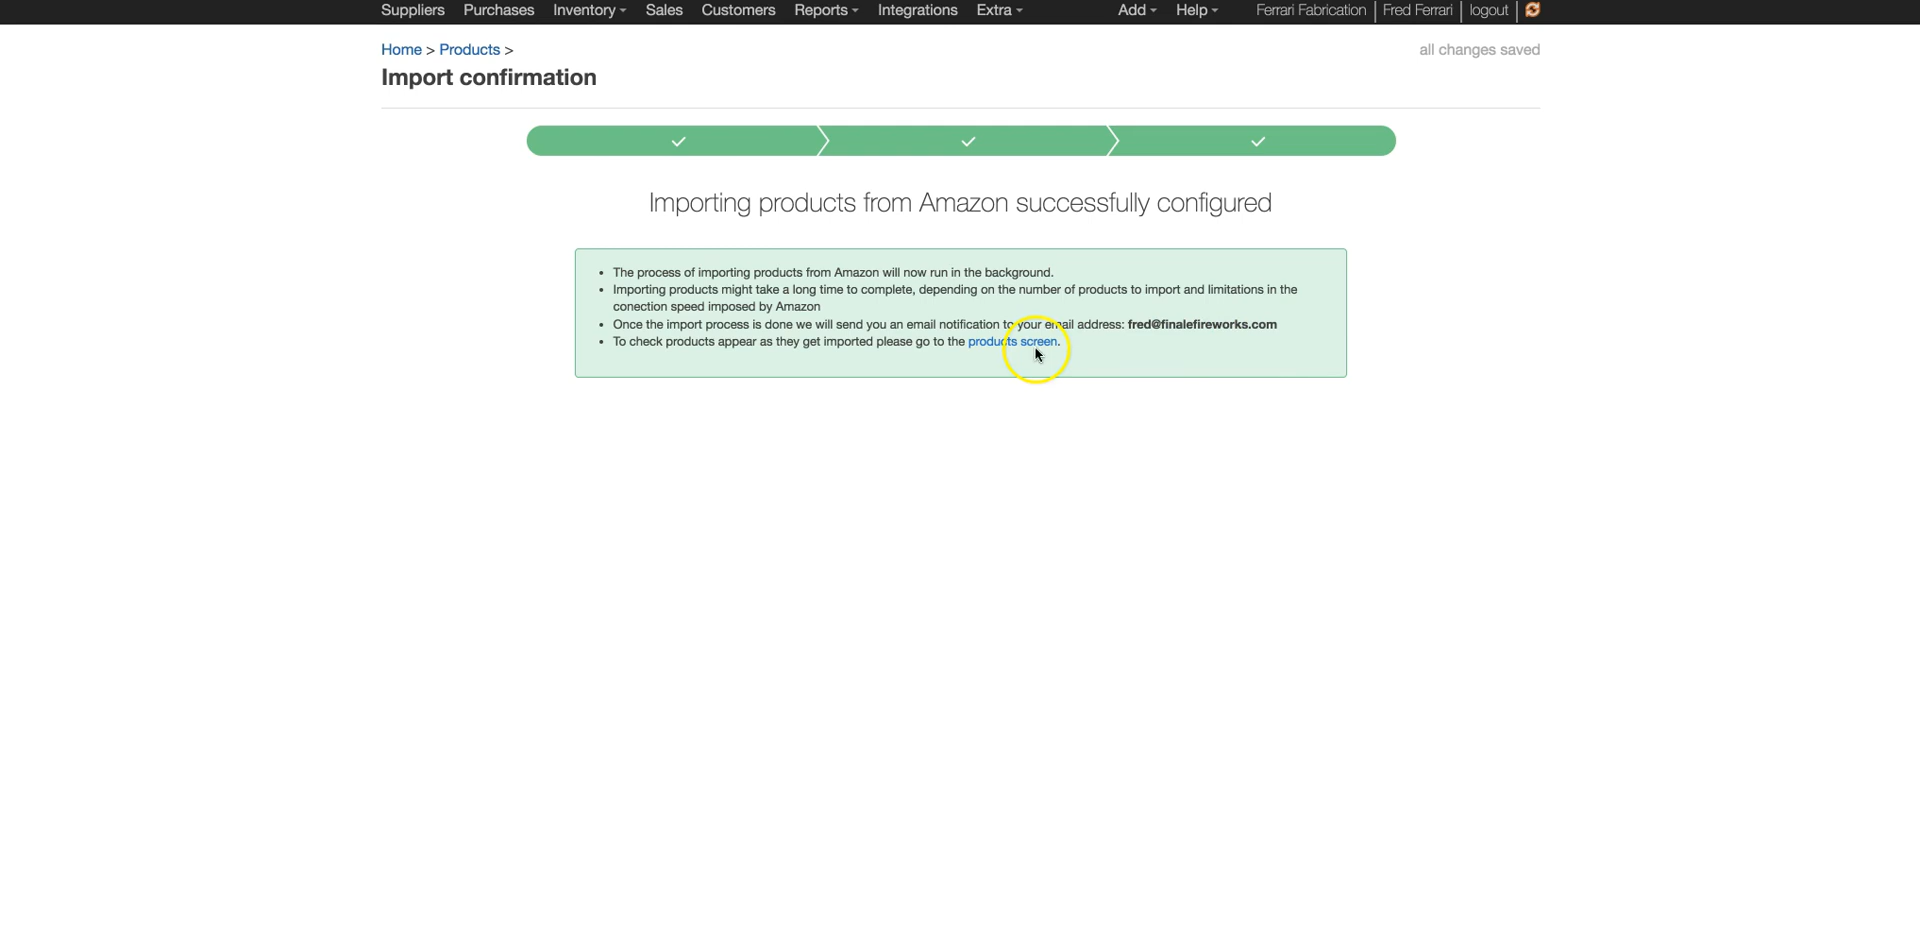 Suppliers Purchases Inventory Sales Customers Reports Integrations Extra Add Help Ferrari Fabrication Fred Ferrari logout
Home > Products > all changes saved
Import confirmation
Importing products from Amazon successfully configured
• The process of importing products from Amazon will now run in the background.
• Importing products might take a long time to complete, depending on the number of products to import and limitations in the
conection speed imposed by Amazon
• Once the import process is done we will send you an email notification to your email address: fred@finalefireworks.com
• To check products appear as they get imported please go to the products screen.